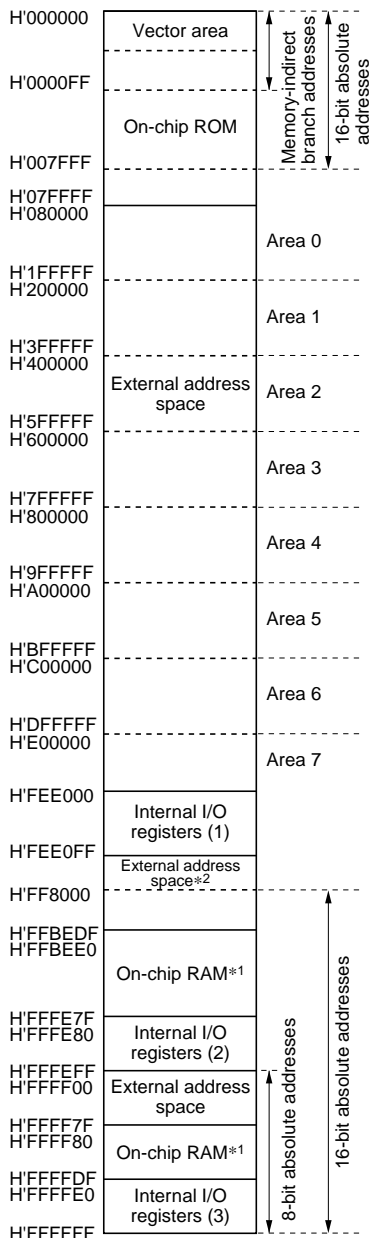 H'000000
Vector area
H'0000FF
Memory-indirect
branch addresses
16-bit absolute
addresses
On-chip ROM
H'007FFF
H'07FFFF
H'080000
Area 0
H'1FFFFF
H'200000
Area 1
H'3FFFFF
H'400000
External address
space
Area 2
H'5FFFFF
H'600000
Area 3
H'7FFFFF
H'800000
Area 4
H'9FFFFF
H'A00000
Area 5
H'BFFFFF
H'C00000
Area 6
H'DFFFFF
H'E00000
Area 7
H'FEE000
Internal I/O
registers (1)
H'FEE0FF
External address
space*2
H'FF8000
H'FFBEDF
H'FFBEE0
On-chip RAM*1
H'FFFE7F
H'FFFE80
Internal I/O
registers (2)
H'FFFEFF
H'FFFF00
External address
space
H'FFFF7F
H'FFFF80
On-chip RAM*1
H'FFFFDF
H'FFFFE0
Internal I/O
registers (3)
H'FFFFFF
8-bit absolute addresses
16-bit absolute addresses